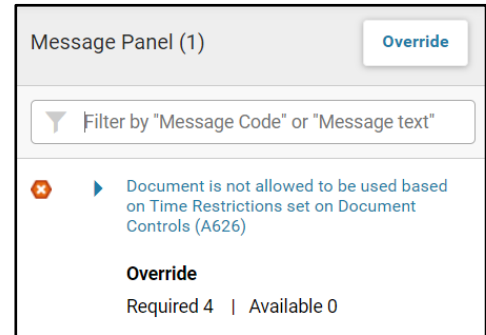 Message Panel (1)
Override
Filter by "Message Code" or "Message text"
Document is not allowed to be used based
on Time Restrictions set on Document
Controls (A626)
Override
Required 4 | Available 0